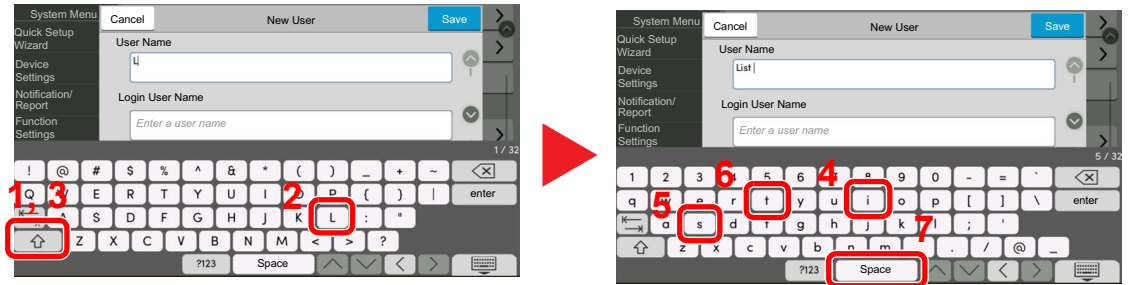 System Menu
Quick Setup
Wizard
Device
Settings
Notification/
Report
Function
Settings
Cancel
New User
Save
User Name
L
Login User Name
Enter a user name
1 / 32
! @ # $ % ^ & * ( ) _ + ~
1, 3
2
Q W E R T Y U I O P { } | enter
A S D F G H J K L : "
Z X C V B N M < > ?
?123 Space
System Menu
Quick Setup
Wizard
Device
Settings
Notification/
Report
Function
Settings
Cancel
New User
Save
User Name
List
Login User Name
Enter a user name
5 / 32
1 2 3 5 6 8 9 0 - = `
6
4
q w e r t y u i o p [ ] \ enter
5
a s d f g h j k l ; '
7
z x c v b n m . / @ _
?123 Space